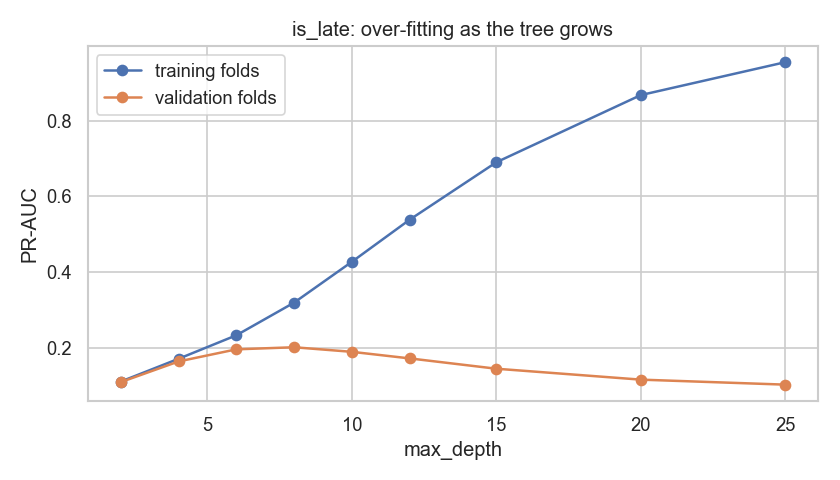 is_late: over-fitting as the tree grows
training folds
validation folds
PR-AUC
0.8
0.6
0.4
0.2
5 10 15 20 25
max_depth